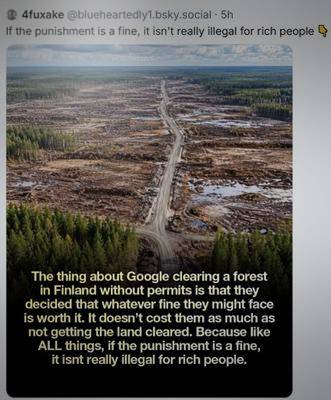 4fuxake @blueheartedly1.bsky.social · 5h
If the punishment is a fine, it isn't really illegal for rich people 👇
The thing about Google clearing a forest
in Finland without permits is that they
decided that whatever fine they might face
is worth it. It doesn't cost them as much as
not getting the land cleared. Because like
ALL things, if the punishment is a fine,
it isnt really illegal for rich people.